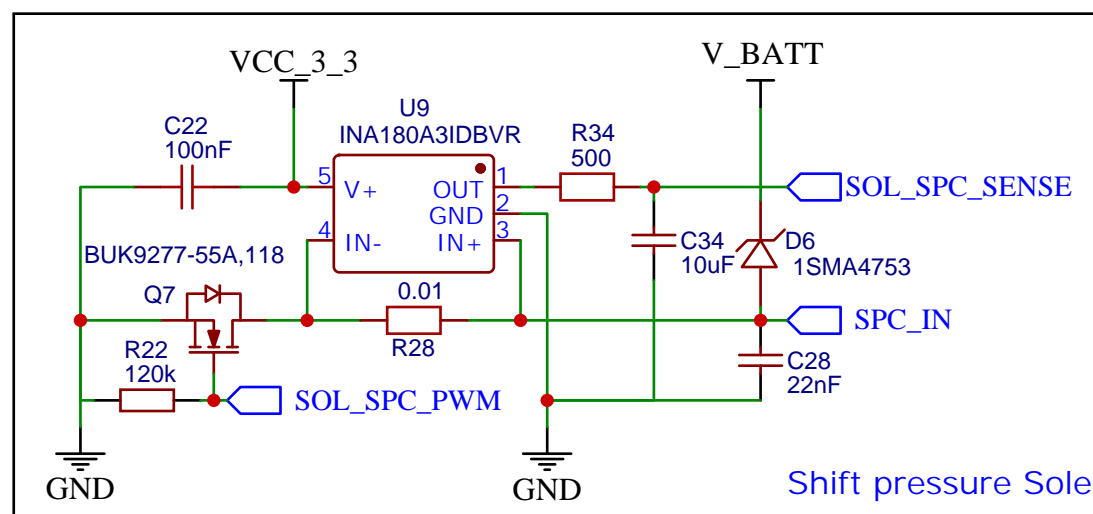 VCC_3_3
V_BATT
U9
INA180A3IDBVR
C22
100nF
R34
500
5
V+
OUT
1
GND
2
4
IN-
IN+
3
SOL_SPC_SENSE
C34
10uF
D6
1SMA4753
BUK9277-55A,118
Q7
0.01
R28
SPC_IN
R22
120k
C28
22nF
SOL_SPC_PWM
GND
GND
Shift pressure Sole